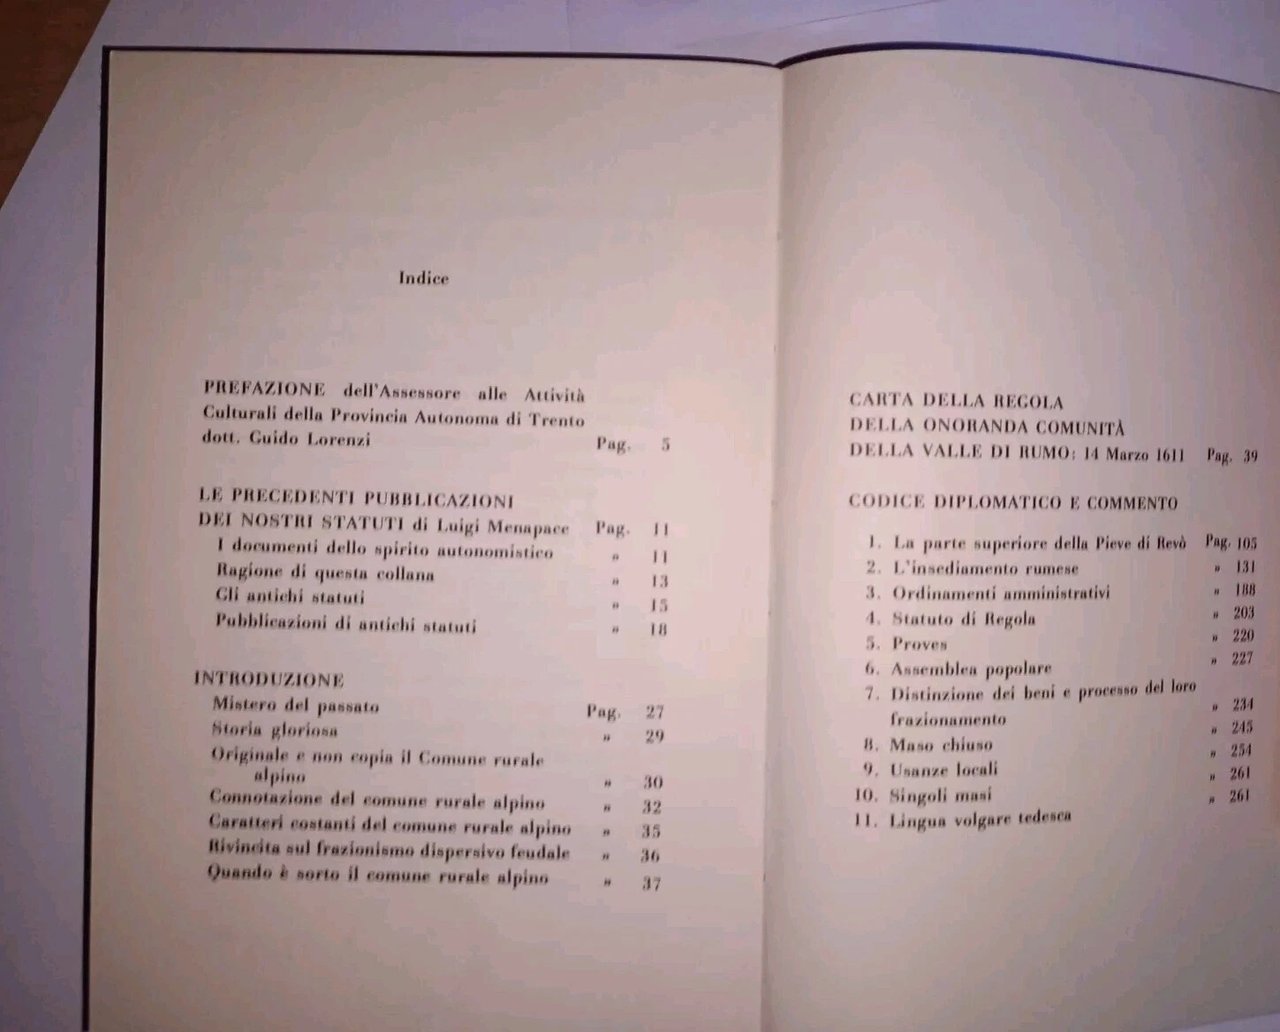 Indice
PREFAZIONE dell'Assessore alle Attività
Culturali della Provincia Autonoma di Trento
dott. Guido Lorenzi Pag. 5
LE PRECEDENTI PUBBLICAZIONI
DEI NOSTRI STATUTI di Luigi Menapace Pag. 11
I documenti dello spirito autonomistico » 11
Ragione di questa collana » 13
Gli antichi statuti » 15
Pubblicazioni di antichi statuti » 18
INTRODUZIONE
Mistero del passato Pag. 27
Storia gloriosa » 29
Originale e non copia il Comune rurale
alpino » 30
Connotazione del comune rurale alpino » 32
Caratteri costanti del comune rurale alpino » 35
Rivincita sul frazionismo dispersivo feudale » 36
Quando è sorto il comune rurale alpino » 37
CARTA DELLA REGOLA
DELLA ONORANDA COMUNITÀ
DELLA VALLE DI RUMO: 14 Marzo 1611 Pag. 39
CODICE DIPLOMATICO E COMMENTO
1. La parte superiore della Pieve di Revò Pag. 105
2. L'insediamento rumese » 131
3. Ordinamenti amministrativi » 188
4. Statuto di Regola » 203
5. Proves » 220
6. Assemblea popolare » 227
7. Distinzione dei beni e processo del loro
frazionamento » 234
8. Maso chiuso » 245
9. Usanze locali » 254
10. Singoli masi » 261
11. Lingua volgare tedesca » 261